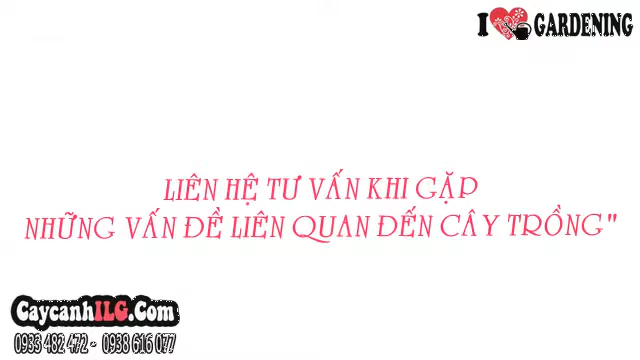 I GARDENING
LIÊN HỆ TƯ VẤN KHI GẶP
NHỮNG VẤN ĐỀ LIÊN QUAN ĐẾN CÂY TRỒNG"
CaycanhILG.Com
0933 482 472 - 0938 616 077